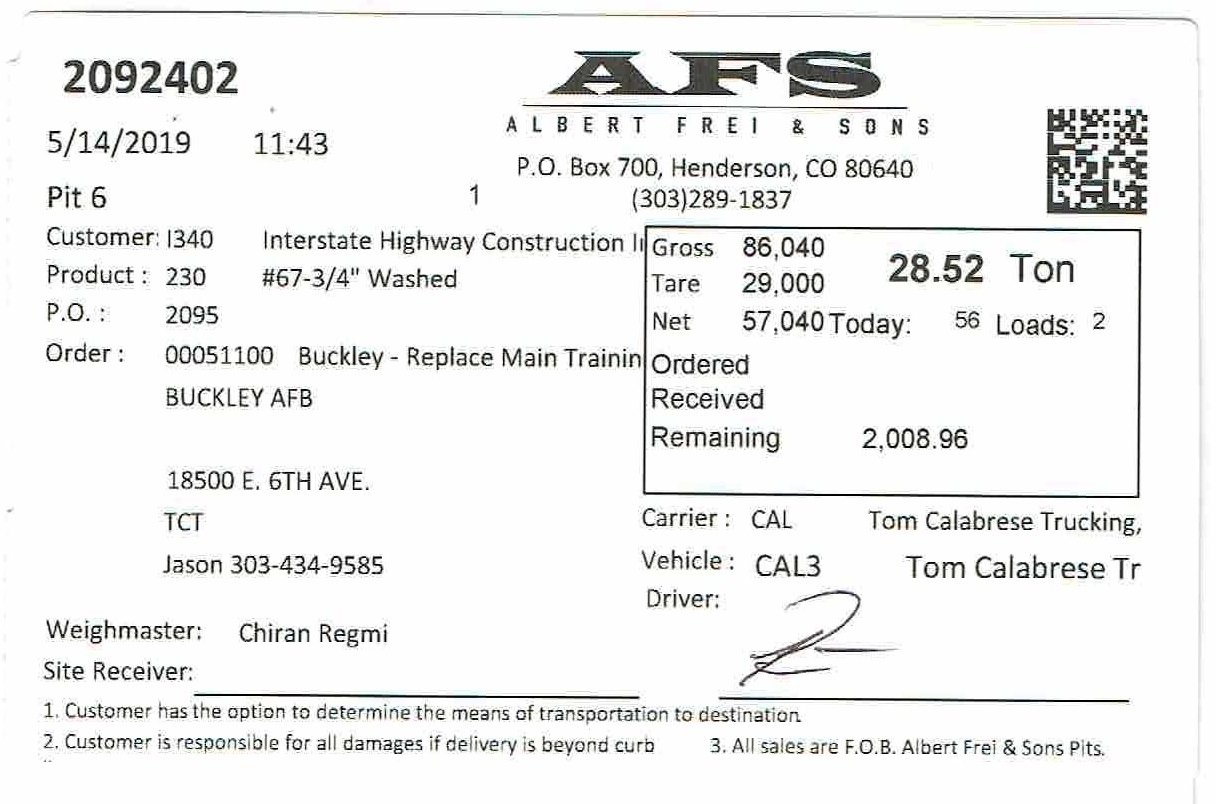 2092402
AFS
ALBERT FREI & SONS
5/14/2019 11:43
P.O. Box 700, Henderson, CO 80640
Pit 6 1
(303)289-1837
Customer: I340 Interstate Highway Construction
Product : 230 #67-3/4" Washed
P.O. : 2095
Order : 00051100 Buckley - Replace Main Trainin
BUCKLEY AFB
18500 E. 6TH AVE.
TCT
Jason 303-434-9585
Gross 86,040
28.52 Ton
Tare 29,000
Net 57,040 Today: 56 Loads: 2
Ordered
Received
Remaining 2,008.96
Carrier : CAL Tom Calabrese Trucking,
Vehicle : CAL3 Tom Calabrese Tr
Driver:
Weighmaster: Chiran Regmi
Site Receiver:
1. Customer has the option to determine the means of transportation to destination.
2. Customer is responsible for all damages if delivery is beyond curb
3. All sales are F.O.B. Albert Frei & Sons Pits.